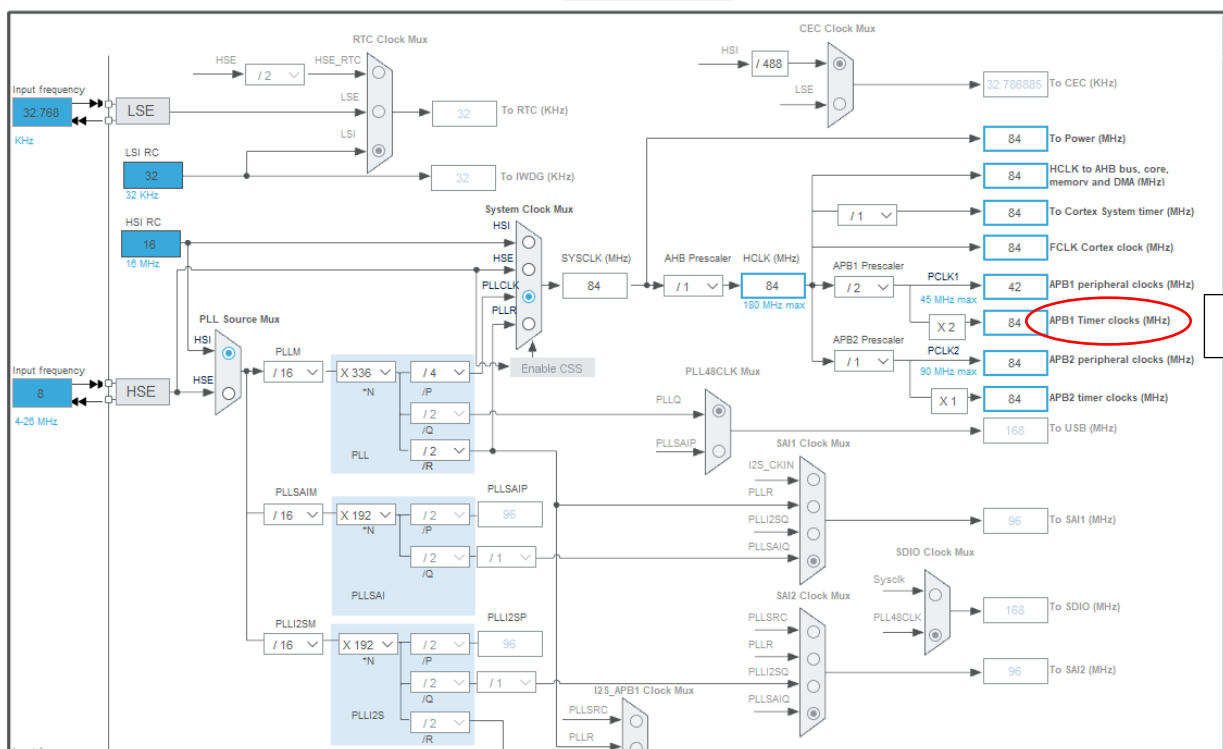 RTC Clock Mux
CEC Clock Mux
HSE
HSE_RTC
/ 2
HSI
/ 488
Input frequency
32.768
KHz
LSE
LSE
32
To RTC (KHz)
LSE
32.786885
To CEC (KHz)
LSI
84
To Power (MHz)
LSI RC
32
32 KHz
32
To IWDG (KHz)
84
HCLK to AHB bus, core,
memory and DMA (MHz)
HSI RC
16
16 MHz
System Clock Mux
HSI
HSE
PLLCLK
PLLR
SYSCLK (MHz)
84
AHB Prescaler
/ 1
HCLK (MHz)
84
180 MHz max
/ 1
84
To Cortex System timer (MHz)
84
FCLK Cortex clock (MHz)
APB1 Prescaler
/ 2
PCLK1
45 MHz max
42
APB1 peripheral clocks (MHz)
X 2
84
APB1 Timer clocks (MHz)
APB2 Prescaler
/ 1
PCLK2
90 MHz max
84
APB2 peripheral clocks (MHz)
X 1
84
APB2 timer clocks (MHz)
Enable CSS
PLL Source Mux
HSI
HSE
Input frequency
8
4-26 MHz
HSE
PLLM
/ 16
X 336
*N
/ 4
/P
/ 2
/Q
/ 2
/R
PLL
PLL48CLK Mux
PLLQ
PLLSAIP
168
To USB (MHz)
SAI1 Clock Mux
I2S_CKIN
PLLR
PLLI2SQ
PLLSAIQ
96
To SAI1 (MHz)
PLLSAIM
/ 16
X 192
*N
/ 2
/P
PLLSAIP
96
/ 2
/Q
/ 1
PLLSAI
SDIO Clock Mux
Sysclk
PLL48CLK
168
To SDIO (MHz)
SAI2 Clock Mux
PLLSRC
PLLR
PLLI2SQ
PLLSAIQ
96
To SAI2 (MHz)
PLLI2SM
/ 16
X 192
*N
/ 2
/P
PLLI2SP
96
/ 2
/Q
/ 1
PLLI2S
/ 2
/R
I2S_APB1 Clock Mux
PLLSRC
PLLR